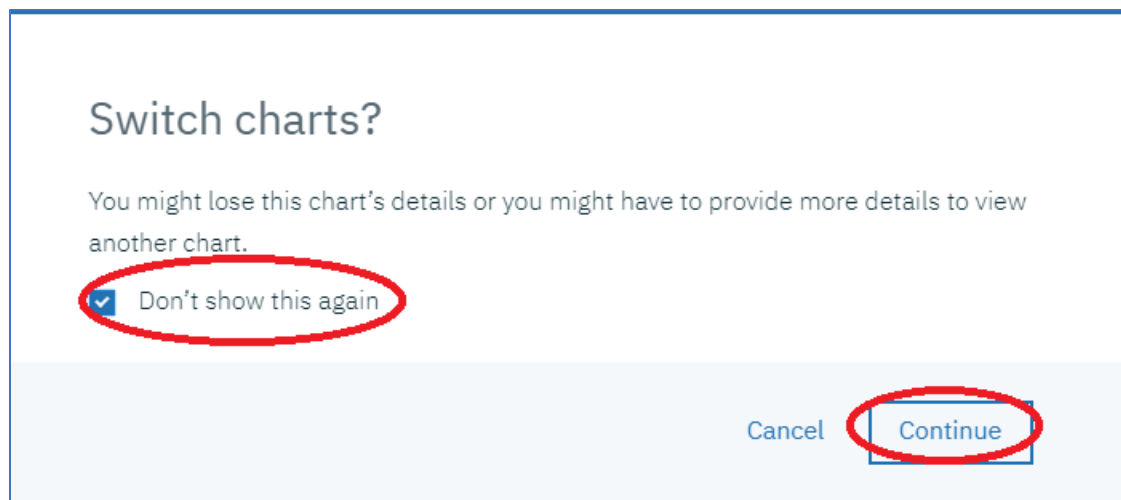 Switch charts?
You might lose this chart’s details or you might have to provide more details to view
another chart.
Don’t show this again
Cancel
Continue